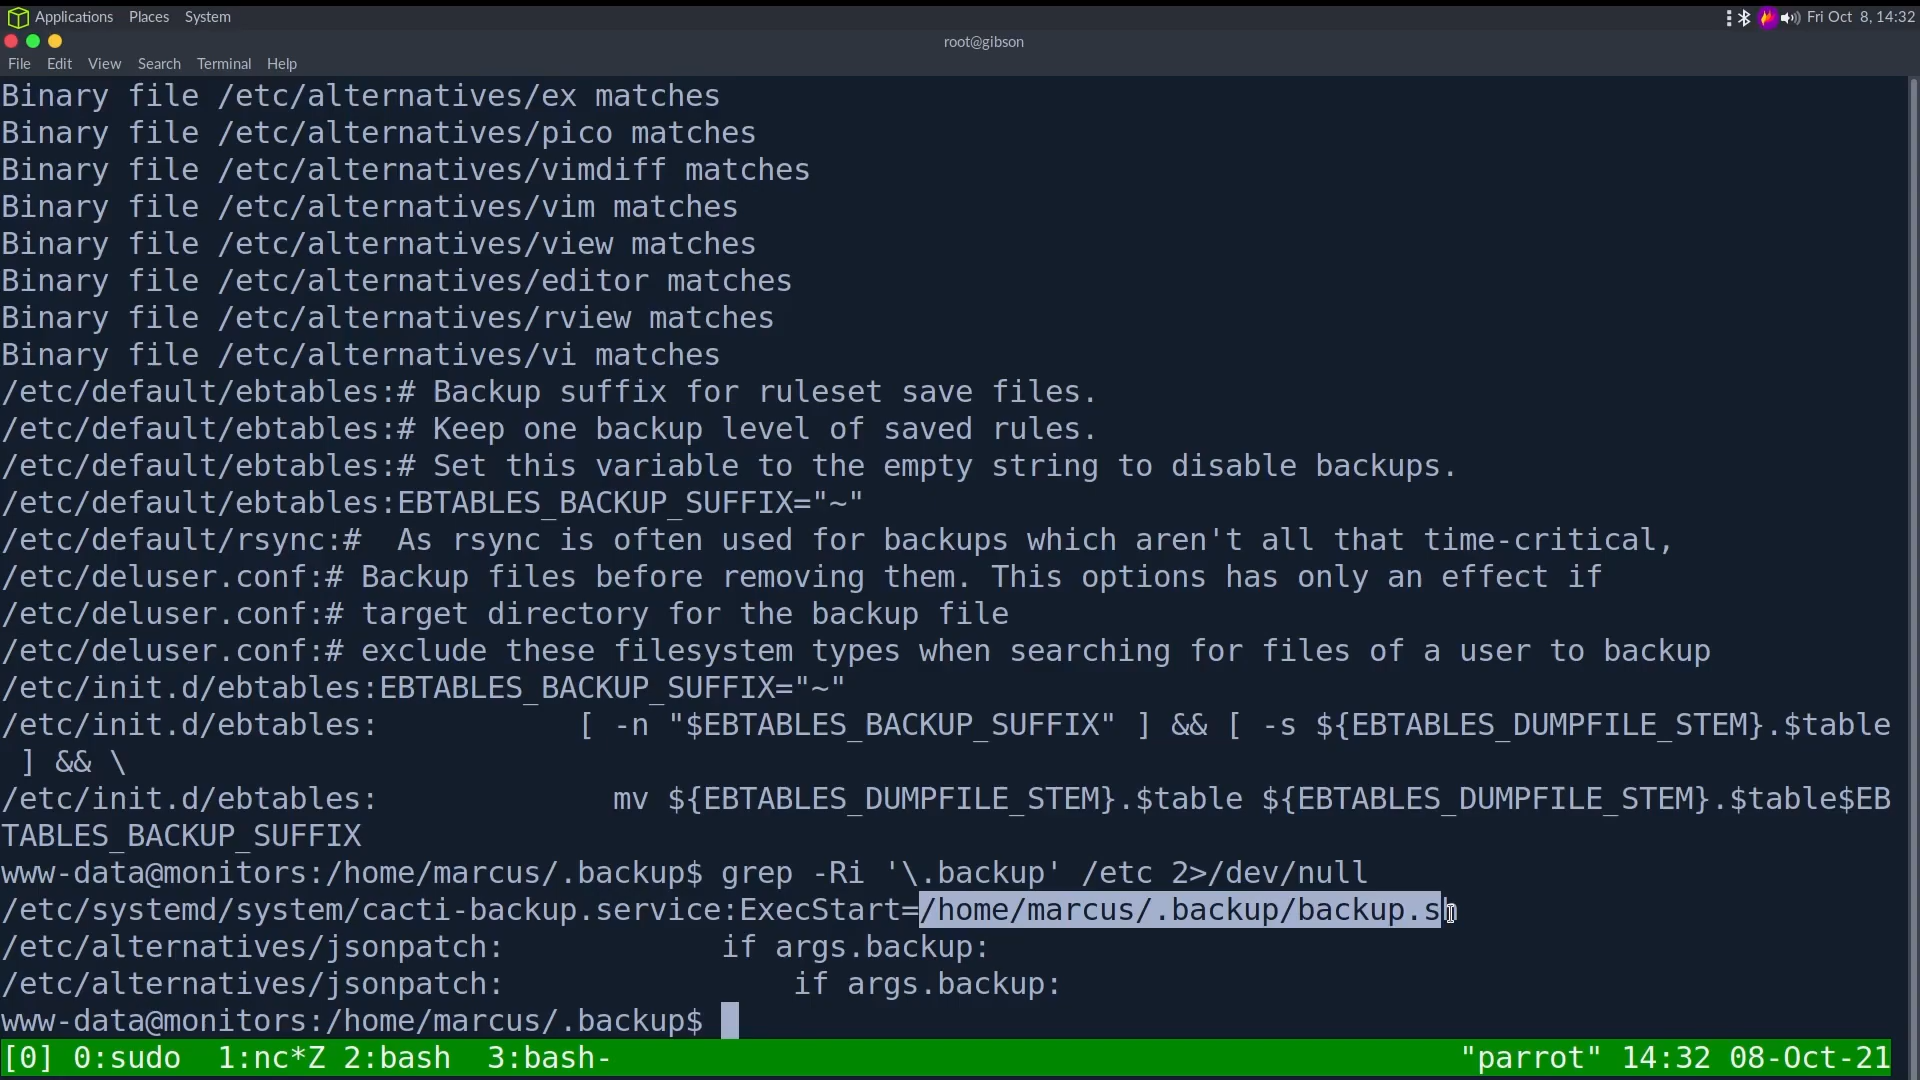 Applications Places System Fri Oct 8, 14:32
root@gibson
File Edit View Search Terminal Help
Binary file /etc/alternatives/ex matches
Binary file /etc/alternatives/pico matches
Binary file /etc/alternatives/vimdiff matches
Binary file /etc/alternatives/vim matches
Binary file /etc/alternatives/view matches
Binary file /etc/alternatives/editor matches
Binary file /etc/alternatives/rview matches
Binary file /etc/alternatives/vi matches
/etc/default/ebtables:# Backup suffix for ruleset save files.
/etc/default/ebtables:# Keep one backup level of saved rules.
/etc/default/ebtables:# Set this variable to the empty string to disable backups.
/etc/default/ebtables:EBTABLES_BACKUP_SUFFIX="~"
/etc/default/rsync:#  As rsync is often used for backups which aren't all that time-critical,
/etc/deluser.conf:# Backup files before removing them. This options has only an effect if
/etc/deluser.conf:# target directory for the backup file
/etc/deluser.conf:# exclude these filesystem types when searching for files of a user to backup
/etc/init.d/ebtables:EBTABLES_BACKUP_SUFFIX="~"
/etc/init.d/ebtables:           [ -n "$EBTABLES_BACKUP_SUFFIX" ] && [ -s ${EBTABLES_DUMPFILE_STEM}.$table
 ] && \
/etc/init.d/ebtables:             mv ${EBTABLES_DUMPFILE_STEM}.$table ${EBTABLES_DUMPFILE_STEM}.$table$EB
TABLES_BACKUP_SUFFIX
www-data@monitors:/home/marcus/.backup$ grep -Ri '\.backup' /etc 2>/dev/null
/etc/systemd/system/cacti-backup.service:ExecStart=/home/marcus/.backup/backup.sh
/etc/alternatives/jsonpatch:            if args.backup:
/etc/alternatives/jsonpatch:                if args.backup:
www-data@monitors:/home/marcus/.backup$
[0] 0:sudo  1:nc*Z 2:bash  3:bash- "parrot" 14:32 08-Oct-21